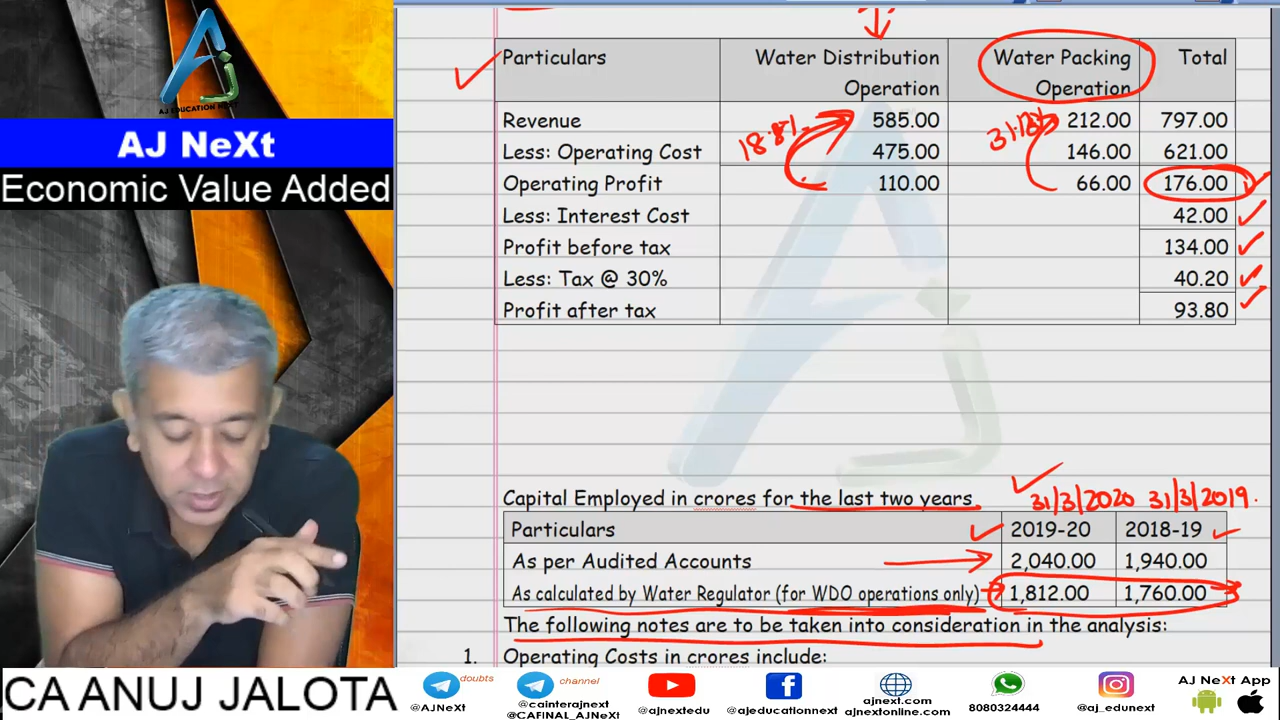 AJ EDUCATION NEXT
AJ NeXt
Economic Value Added
Particulars Water Distribution Operation Water Packing Operation Total
Revenue 18.8% 585.00 31.13% 212.00 797.00
Less: Operating Cost 475.00 146.00 621.00
Operating Profit 110.00 66.00 176.00
Less: Interest Cost 42.00
Profit before tax 134.00
Less: Tax @ 30% 40.20
Profit after tax 93.80
Capital Employed in crores for the last two years 31/3/2020 31/3/2019.
Particulars 2019-20 2018-19
As per Audited Accounts 2,040.00 1,940.00
As calculated by Water Regulator (for WDO operations only) 1,812.00 1,760.00
The following notes are to be taken into consideration in the analysis:
1. Operating Costs in crores include:
CA ANUJ JALOTA
doubts
@AJNeXt
channel
@cainterajnext
@CAFINAL_AJNeXt
@ajnextedu
@ajeducationnext
ajnext.com
ajnextonline.com
8080324444
@aj_edunext
AJ NeXt App